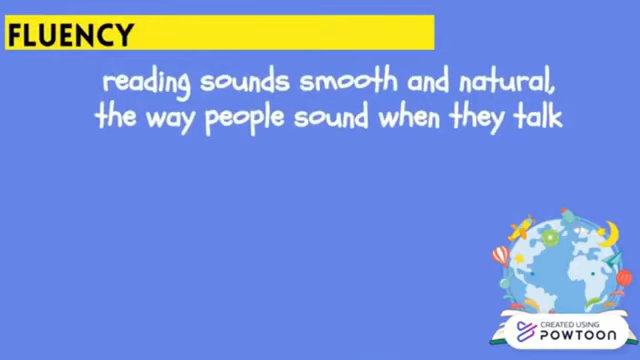 FLUENCY
reading sounds smooth and natural,
the way people sound when they talk
CREATED USING
POWTOON